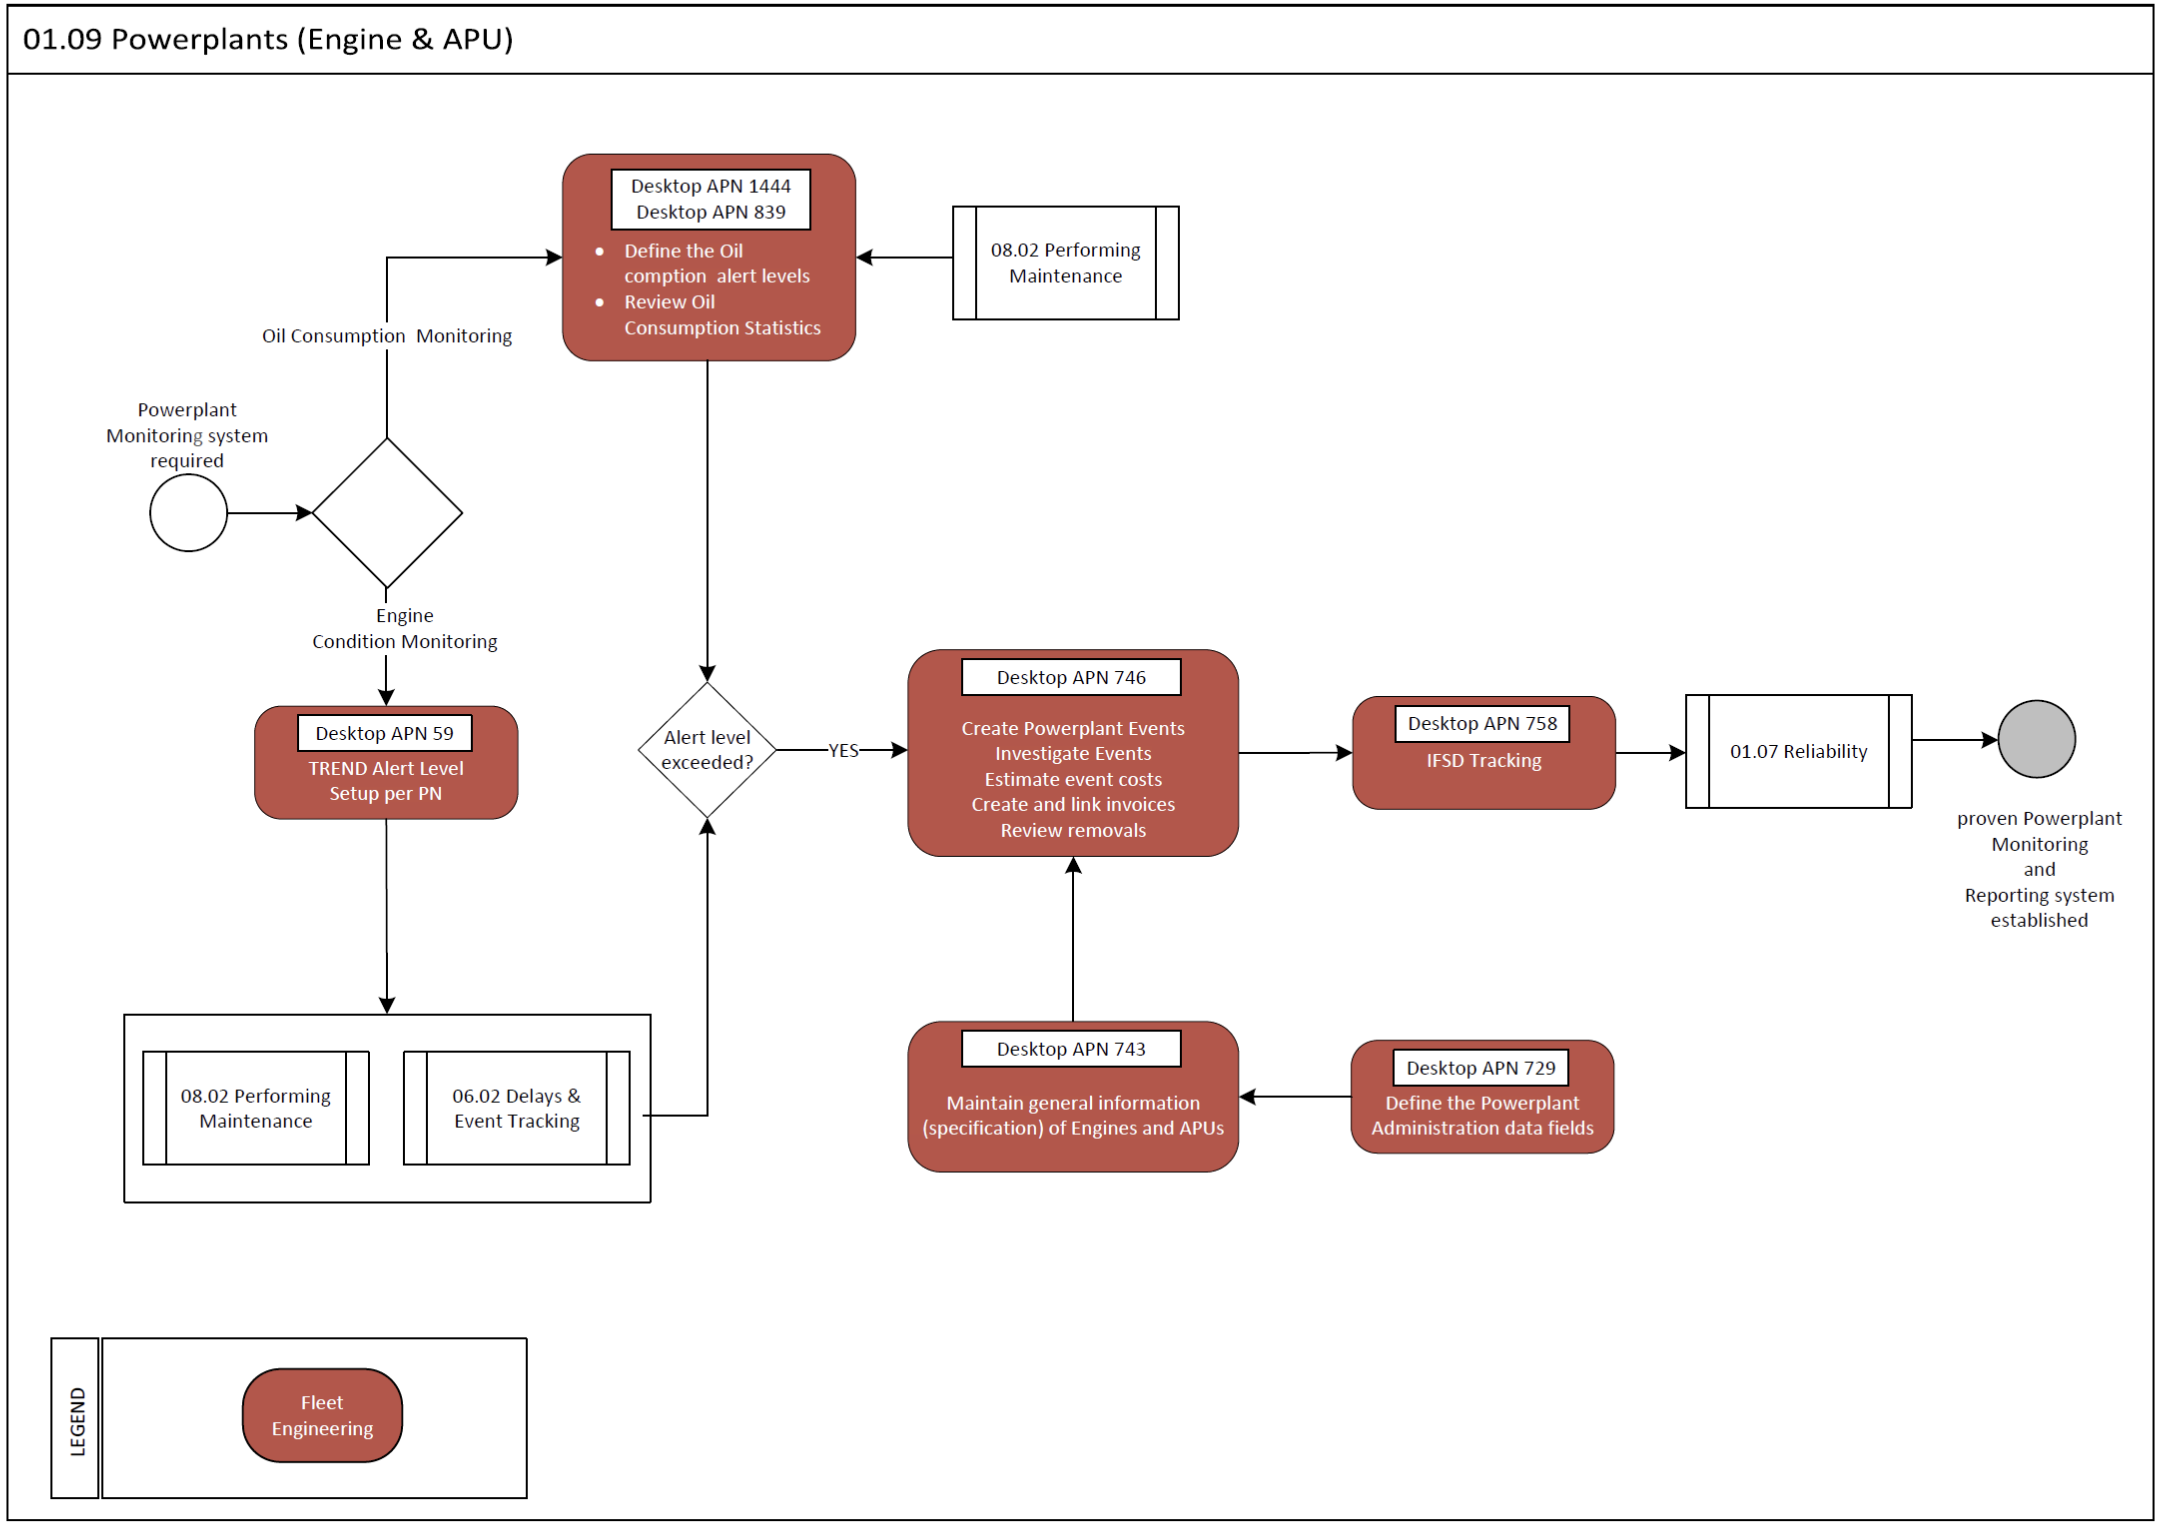 01.09 Powerplants (Engine & APU)
Desktop APN 1444
Desktop APN 839
• Define the Oil
comption alert levels
• Review Oil
Consumption Statistics
08.02 Performing
Maintenance
Oil Consumption Monitoring
Powerplant
Monitoring system
required
Engine
Condition Monitoring
Desktop APN 59
TREND Alert Level
Setup per PN
Alert level
exceeded?
YES
Desktop APN 746
Create Powerplant Events
Investigate Events
Estimate event costs
Create and link invoices
Review removals
Desktop APN 758
IFSD Tracking
01.07 Reliability
proven Powerplant
Monitoring
and
Reporting system
established
08.02 Performing
Maintenance
06.02 Delays &
Event Tracking
Desktop APN 743
Maintain general information
(specification) of Engines and APUs
Desktop APN 729
Define the Powerplant
Administration data fields
LEGEND
Fleet
Engineering